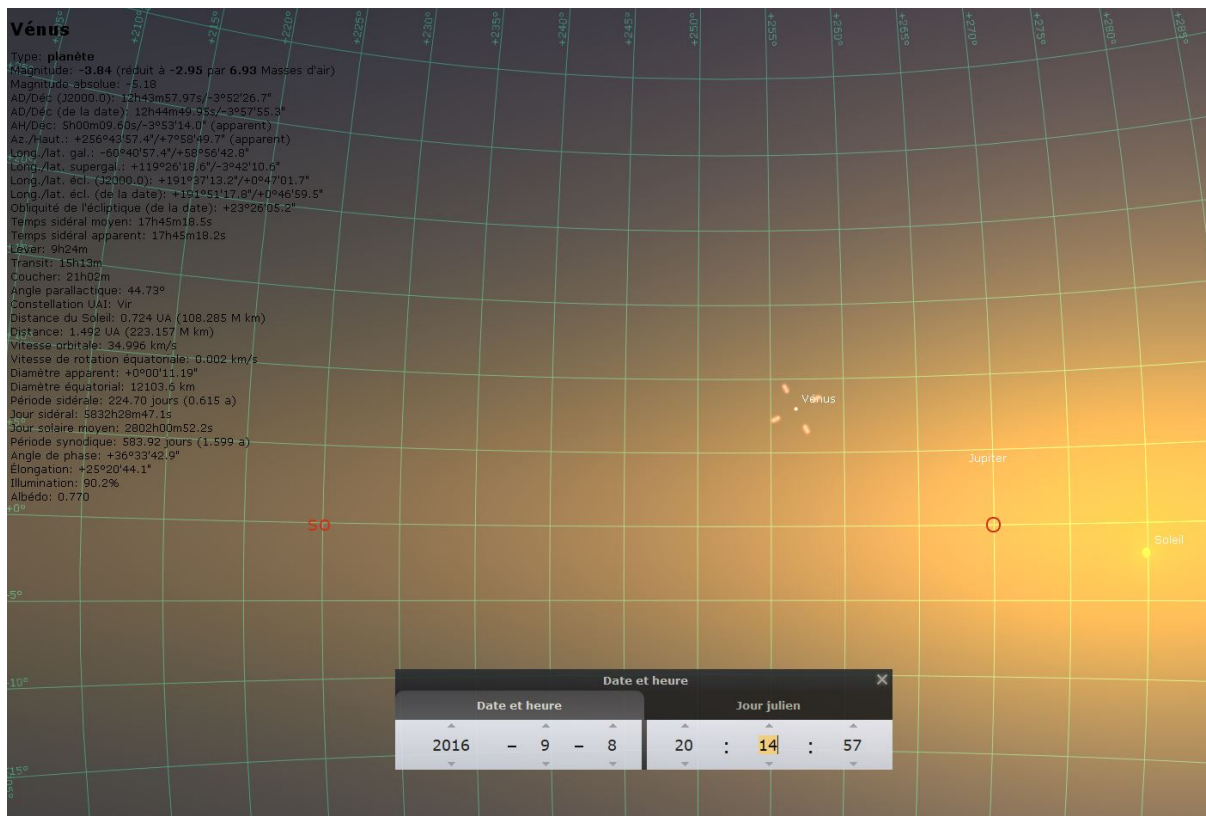 Vénus
Type: planète
Magnitude: -3.84 (réduit à -2.95 par 6.93 Masses d'air)
Magnitude absolue: -5.18
AD/Déc (J2000.0): 12h43m57.97s/-3°52'26.7"
AD/Déc (de la date): 12h44m49.95s/-3°57'55.3"
AH/Déc: 5h00m09.60s/-3°53'14.0" (apparent)
Az./Haut.: +256°43'57.4"/+7°58'49.7" (apparent)
Long./lat. gal.: -60°40'57.4"/+58°56'42.8"
Long./lat. supergal.: +119°26'18.6"/-3°42'10.6"
Long./lat. écl. (J2000.0): +191°37'13.2"/+0°47'01.7"
Long./lat. écl. (de la date): +191°51'17.8"/+0°46'59.5"
Obliquité de l'écliptique (de la date): +23°26'05.2"
Temps sidéral moyen: 17h45m18.5s
Temps sidéral apparent: 17h45m18.2s
Lever: 9h24m
Transit: 15h13m
Coucher: 21h02m
Angle parallactique: 44.73°
Constellation UAI: Vir
Distance du Soleil: 0.724 UA (108.285 M km)
Distance: 1.492 UA (223.157 M km)
Vitesse orbitale: 34.996 km/s
Vitesse de rotation équatoriale: 0.002 km/s
Diamètre apparent: +0°00'11.19"
Diamètre équatorial: 12103.6 km
Période sidérale: 224.70 jours (0.615 a)
Jour sidéral: 5832h28m47.1s
Jour solaire moyen: 2802h00m52.2s
Période synodique: 583.92 jours (1.599 a)
Angle de phase: +36°33'42.9"
Élongation: +25°20'44.1"
Illumination: 90.2%
Albédo: 0.770
+205° +210° +215° +220° +225° +230° +235° +240° +245° +250° +255° +260° +265° +270° +275° +280° +285°
+0°
-5°
-10°
-15°
Vénus
Jupiter
SO
O
Soleil
Date et heure
Date et heure Jour julien
2016 - 9 - 8 20 : 14 : 57